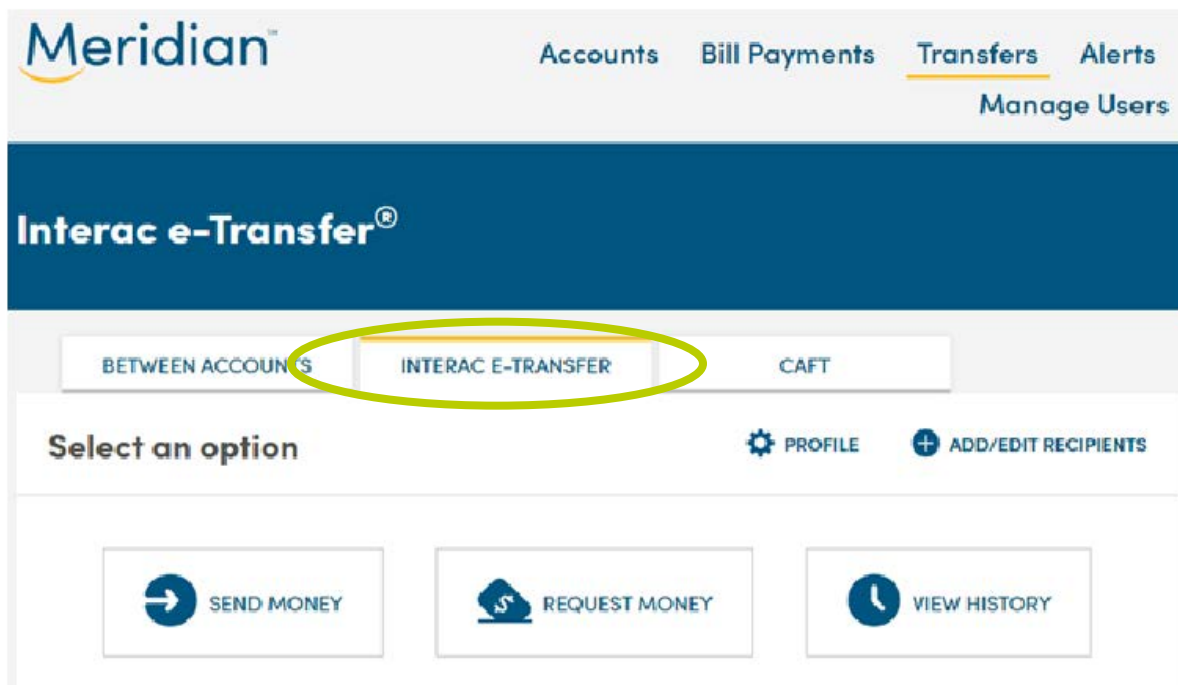 Meridian™
Accounts Bill Payments Transfers Alerts
Manage Users
Interac e-Transfer®
BETWEEN ACCOUNTS INTERAC E-TRANSFER CAFT
Select an option PROFILE ADD/EDIT RECIPIENTS
SEND MONEY $ REQUEST MONEY VIEW HISTORY